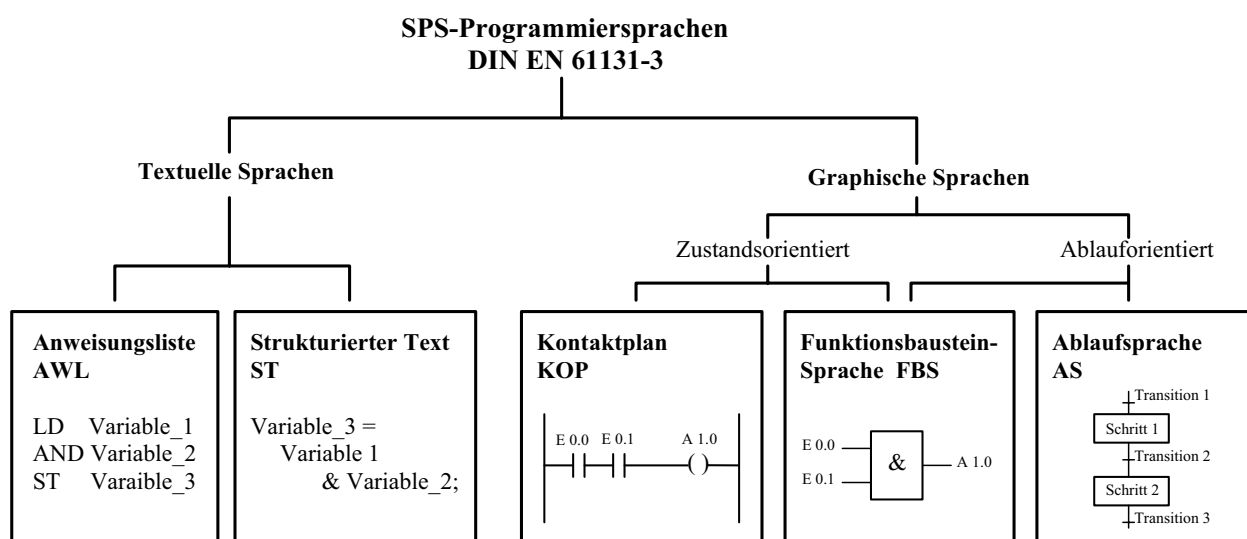 SPS-Programmiersprachen
DIN EN 61131-3
Textuelle Sprachen
Graphische Sprachen
Zustandsorientiert
Ablauforientiert
Anweisungsliste
AWL
LD Variable_1
AND Variable_2
ST Varaible_3
Strukturierter Text
ST
Variable_3 =
Variable 1
& Variable_2;
Kontaktplan
KOP
E 0.0 E 0.1 A 1.0
Funktionsbaustein-
Sprache FBS
E 0.0
E 0.1
&
A 1.0
Ablaufsprache
AS
Transition 1
Schritt 1
Transition 2
Schritt 2
Transition 3